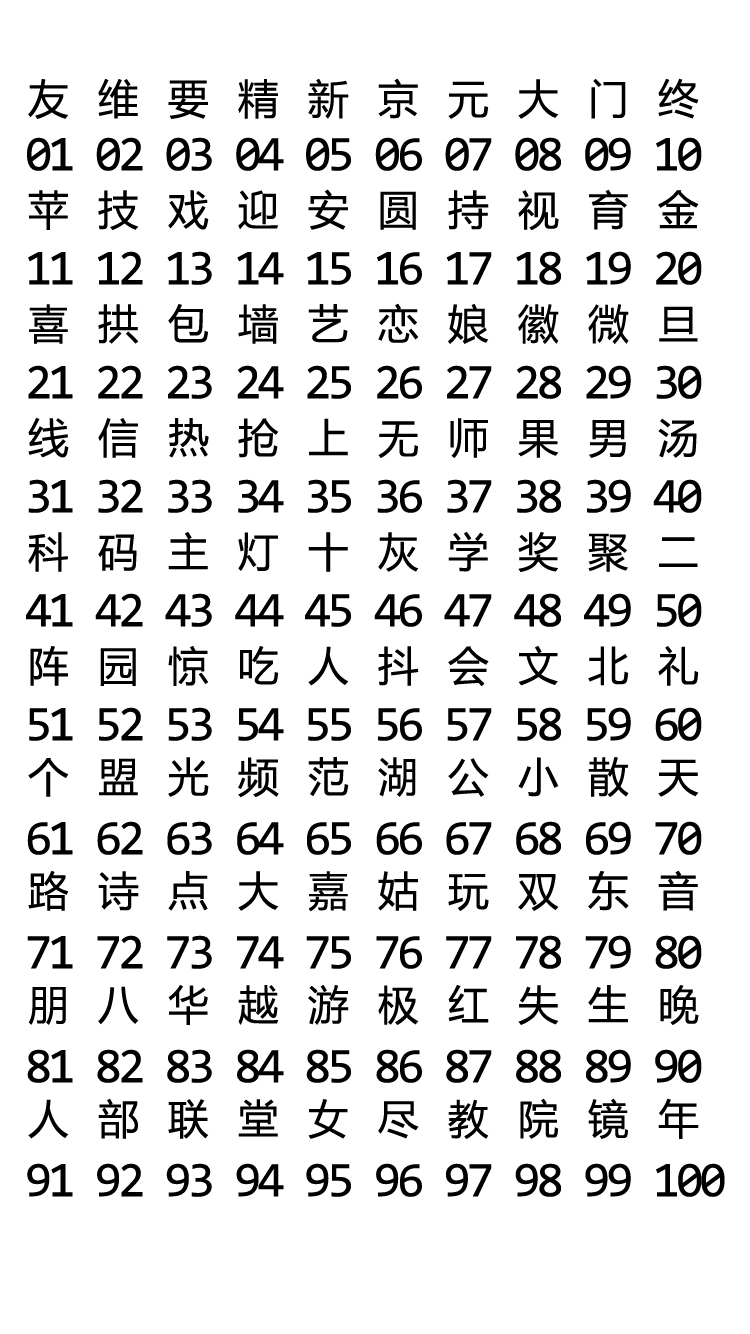 友 维 要 精 新 京 元 大 门 终
01 02 03 04 05 06 07 08 09 10
苹 技 戏 迎 安 圆 持 视 育 金
11 12 13 14 15 16 17 18 19 20
喜 拱 包 墙 艺 恋 娘 徽 微 旦
21 22 23 24 25 26 27 28 29 30
线 信 热 抢 上 无 师 果 男 汤
31 32 33 34 35 36 37 38 39 40
科 码 主 灯 十 灰 学 奖 聚 二
41 42 43 44 45 46 47 48 49 50
阵 园 惊 吃 人 抖 会 文 北 礼
51 52 53 54 55 56 57 58 59 60
个 盟 光 频 范 湖 公 小 散 天
61 62 63 64 65 66 67 68 69 70
路 诗 点 大 嘉 姑 玩 双 东 音
71 72 73 74 75 76 77 78 79 80
朋 八 华 越 游 极 红 失 生 晚
81 82 83 84 85 86 87 88 89 90
人 部 联 堂 女 尽 教 院 镜 年
91 92 93 94 95 96 97 98 99 100